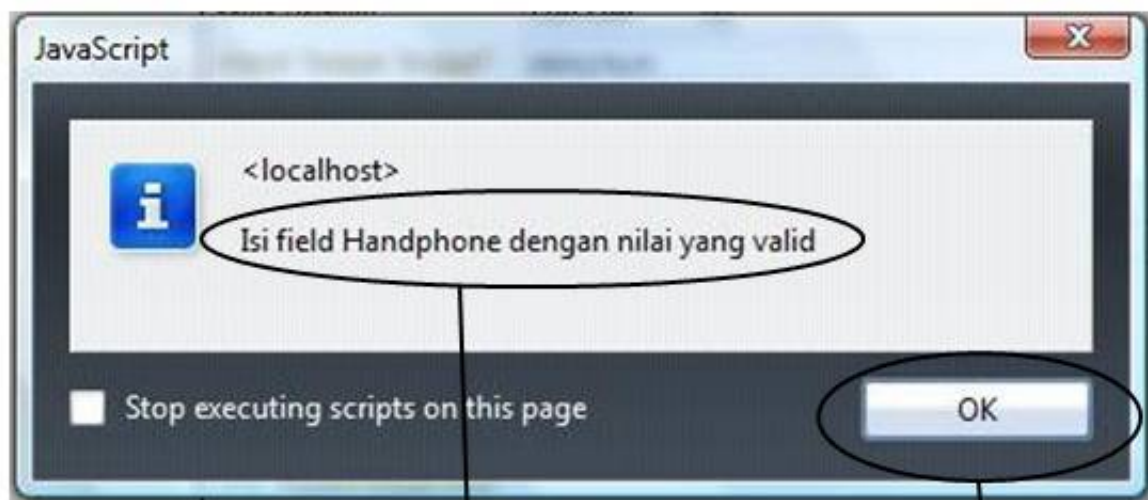 JavaScript
<localhost>
Isi field Handphone dengan nilai yang valid
Stop executing scripts on this page
OK